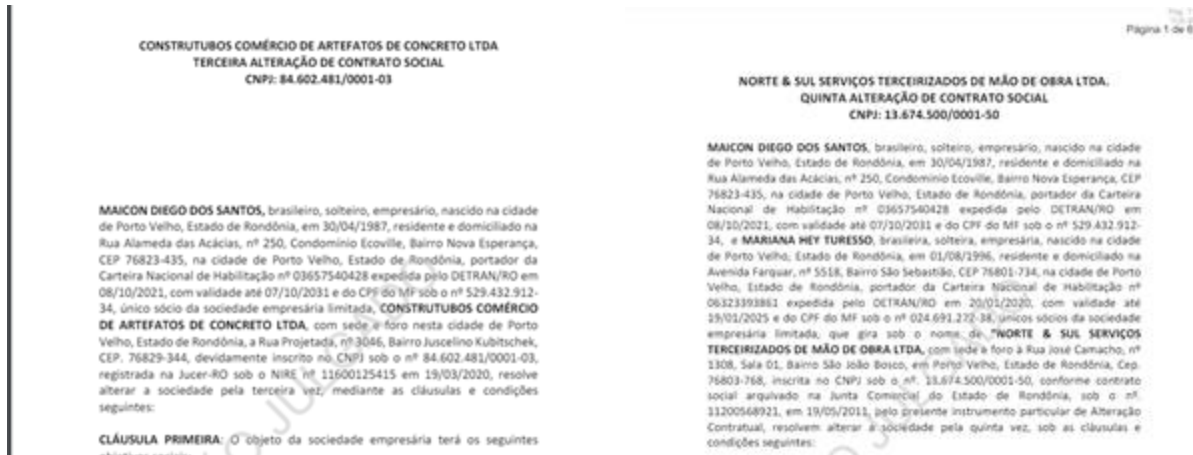 CONSTRUTUBOS COMÉRCIO DE ARTEFATOS DE CONCRETO LTDA
TERCEIRA ALTERAÇÃO DE CONTRATO SOCIAL
CNPJ: 84.602.481/0001-03
MAICON DIEGO DOS SANTOS, brasileiro, solteiro, empresário, nascido na cidade
de Porto Velho, Estado de Rondônia, em 30/04/1987, residente e domiciliado na
Rua Alameda das Acácias, nº 250, Condominio Ecoville, Bairro Nova Esperança,
CEP 76823-435, na cidade de Porto Velho, Estado de Rondônia, portador da
Carteira Nacional de Habilitação nº 03657540428 expedida pelo DETRAN/RO em
08/10/2021, com validade até 07/10/2031 e do CPF do MF sob o nº 529.432.912-
34, único sócio da sociedade empresária limitada, CONSTRUTUBOS COMÉRCIO
DE ARTEFATOS DE CONCRETO LTDA, com sede e foro nesta cidade de Porto
Velho, Estado de Rondônia, a Rua Projetada, nº 3046, Bairro Juscelino Kubitschek,
CEP. 76829-344, devidamente inscrito no CNPJ sob o nº 84.602.481/0001-03,
registrada na Jucer-RO sob o NIRE nº 11600125415 em 19/03/2020, resolve
alterar a sociedade pela terceira vez, mediante as cláusulas e condições
seguintes:
CLÁUSULA PRIMEIRA: O objeto da sociedade empresária terá os seguintes
Página 1 de 6
NORTE & SUL SERVIÇOS TERCEIRIZADOS DE MÃO DE OBRA LTDA.
QUINTA ALTERAÇÃO DE CONTRATO SOCIAL
CNPJ: 13.674.500/0001-50
MAICON DIEGO DOS SANTOS, brasileiro, solteiro, empresário, nascido na cidade
de Porto Velho, Estado de Rondônia, em 30/04/1987, residente e domiciliado na
Rua Alameda das Acácias, nº 250, Condominio Ecoville, Bairro Nova Esperança, CEP
76823-435, na cidade de Porto Velho, Estado de Rondônia, portador da Carteira
Nacional de Habilitação nº 03657540428 expedida pelo DETRAN/RO em
08/10/2021, com validade até 07/10/2031 e do CPF do MF sob o nº 529.432.912-
34, e MARIANA HEY TURESSO, brasileira, solteira, empresária, nascido na cidade
de Porto Velho, Estado de Rondônia, em 01/08/1996, residente e domiciliado na
Avenida Farquar, nº 5518, Bairro São Sebastião, CEP 76801-734, na cidade de Porto
Velho, Estado de Rondônia, portador da Carteira Nacional de Habilitação nº
06323393861 expedida pelo DETRAN/RO em 20/01/2020, com validade até
19/01/2025 e do CPF do MF sob o nº 024.691.272-38, únicos sócios da sociedade
empresária limitada, que gira sob o nome de "NORTE & SUL SERVIÇOS
TERCEIRIZADOS DE MÃO DE OBRA LTDA, com sede e foro à Rua José Camacho, nº
1308, Sala 01, Bairro São João Bosco, em Porto Velho, Estado de Rondônia, Cep.
76803-768, inscrita no CNPJ sob o nº. 13.674.500/0001-50, conforme contrato
social arquivado na Junta Comercial do Estado de Rondônia, sob o nº.
11200568921, em 19/05/2011, pelo presente instrumento particular de Alteração
Contratual, resolvem alterar a sociedade pela quinta vez, sob as cláusulas e
condições seguintes: